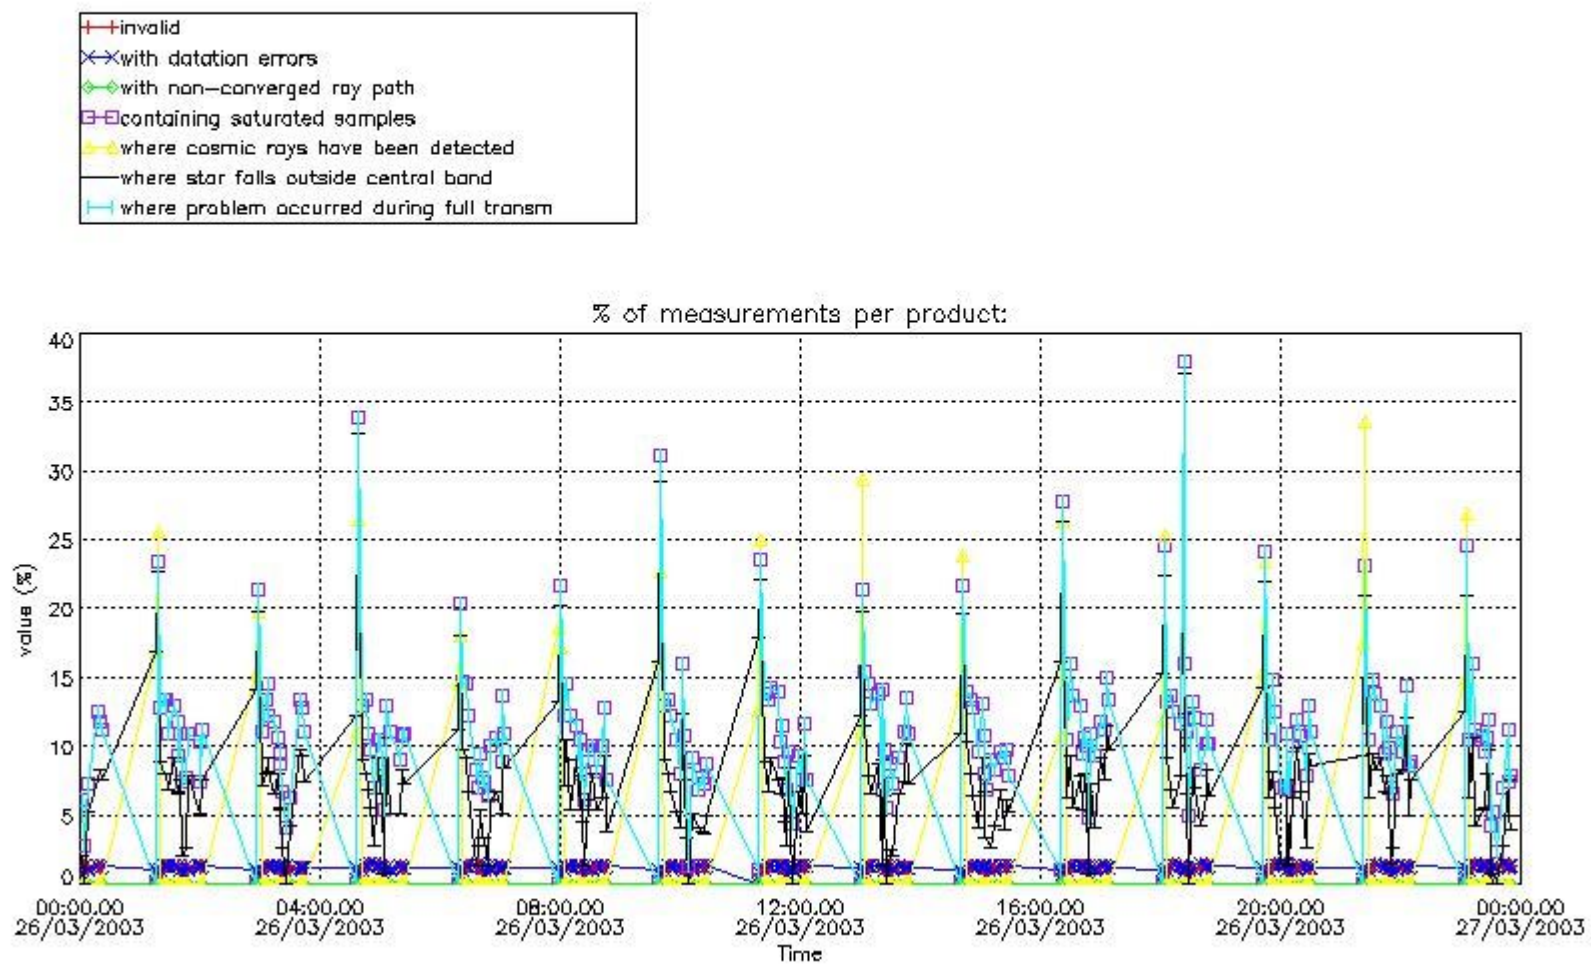 invalid
with datation errors
with non-converged ray path
containing saturated samples
where cosmic rays have been detected
where star falls outside central band
where problem occurred during full transm
% of measurements per product:
40
35
30
25
20
15
10
5
0
value (%)
00:00:00 04:00:00 08:00:00 12:00:00 16:00:00 20:00:00 00:00:00
26/03/2003 26/03/2003 26/03/2003 26/03/2003 26/03/2003 26/03/2003 27/03/2003
Time